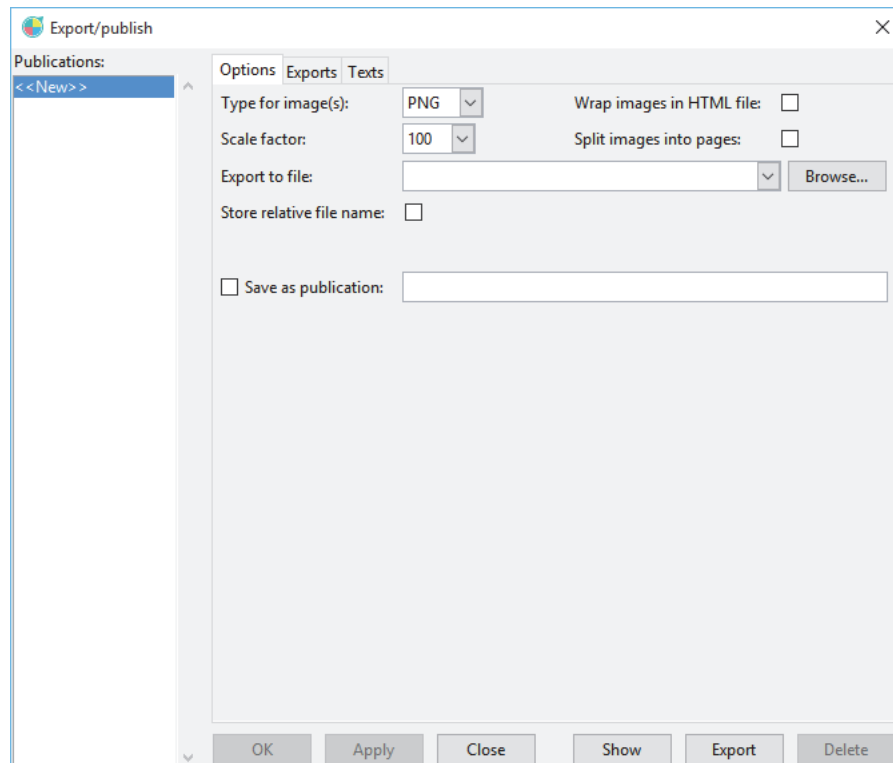 Export/publish
Publications:
<<New>>
Options Exports Texts
Type for image(s): PNG Wrap images in HTML file:
Scale factor: 100 Split images into pages:
Export to file: Browse...
Store relative file name:
Save as publication:
OK Apply Close Show Export Delete